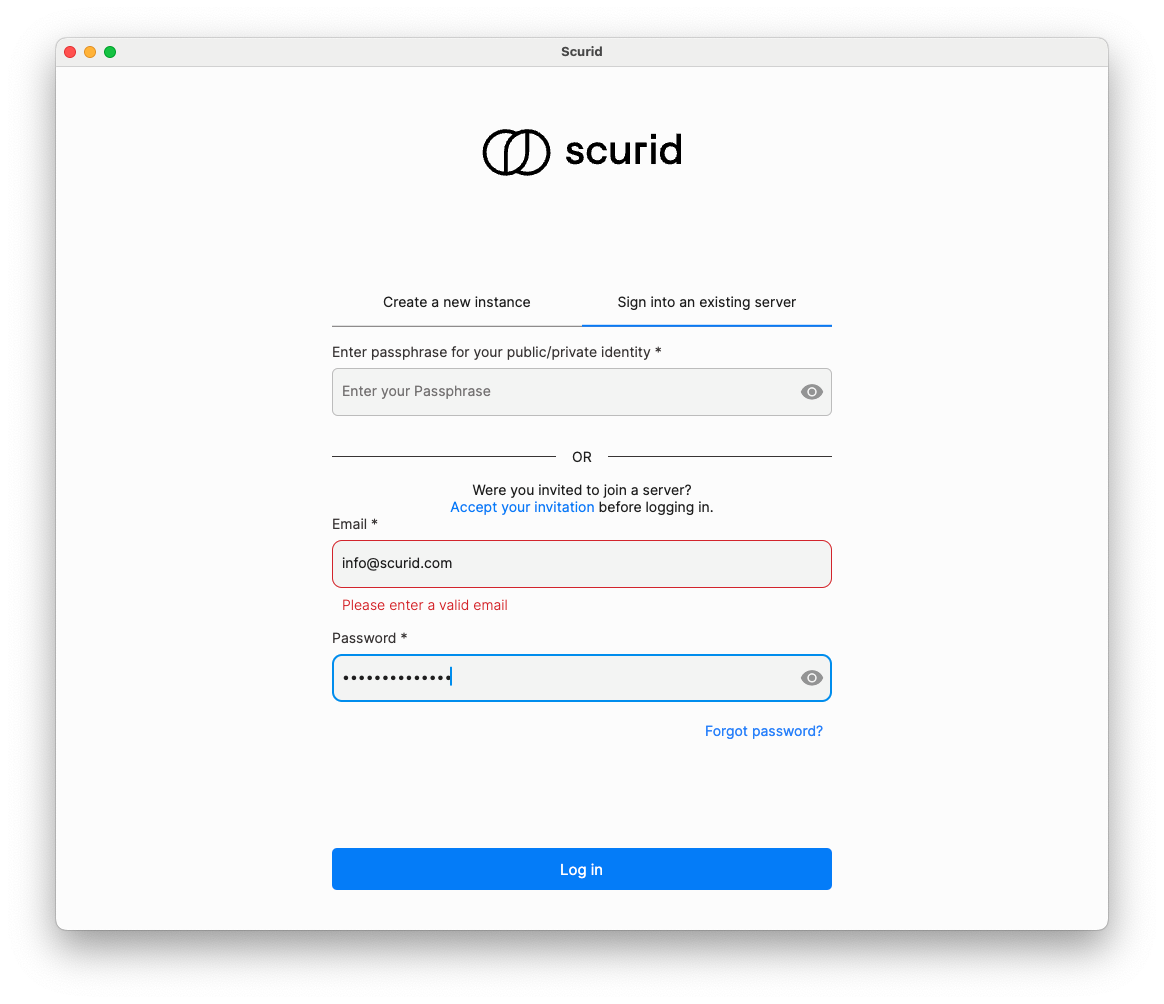 Scurid
scurid
Create a new instance
Sign into an existing server
Enter passphrase for your public/private identity *
Enter your Passphrase
OR
Were you invited to join a server?
Accept your invitation before logging in.
Email *
info@scurid.com
Please enter a valid email
Password *
••••••••••••••
Forgot password?
Log in